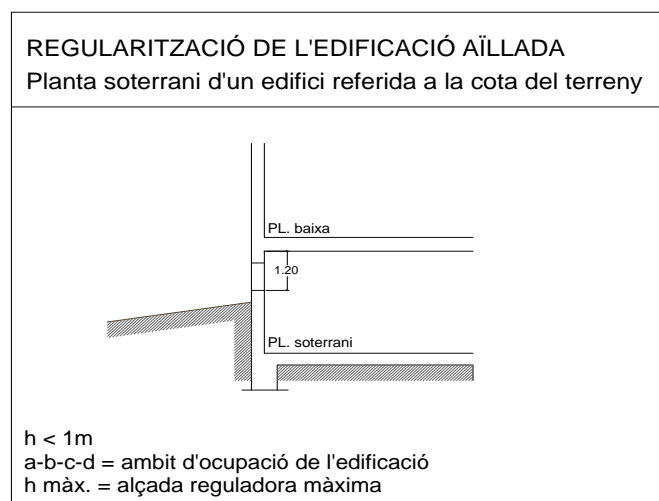 REGULARITZACIÓ DE L'EDIFICACIÓ AÏLLADA
Planta soterrani d'un edifici referida a la cota del terreny
PL. baixa
1.20
PL. soterrani
h < 1m
a-b-c-d = ambit d'ocupació de l'edificació
h màx. = alçada reguladora màxima